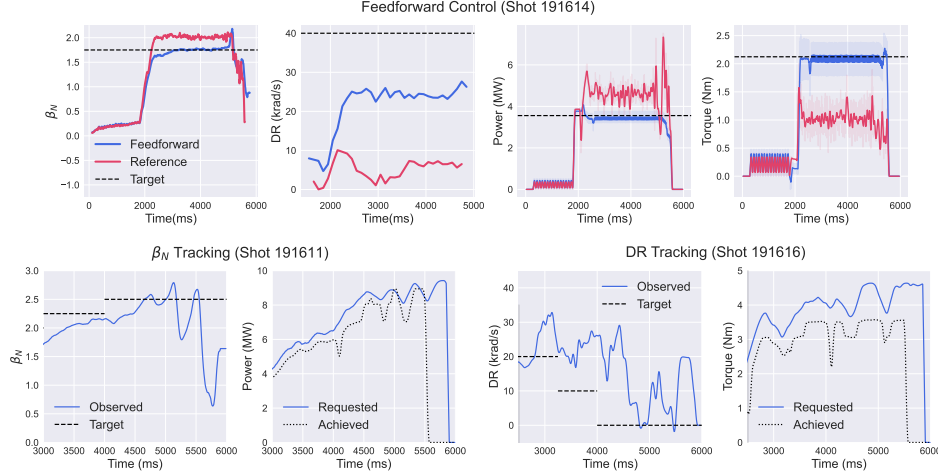 Feedforward Control (Shot 191614)
2.0
1.5
1.0
0.5
0.0
−0.5
−1.0
β_N
Feedforward
Reference
Target
0
2000
4000
6000
Time(ms)
40
30
20
10
0
DR (krad/s)
2000
3000
4000
5000
Time(ms)
6
4
2
0
Power (MW)
0
2000
4000
6000
Time (ms)
2.5
2.0
1.5
1.0
0.5
0.0
Torque (Nm)
0
2000
4000
6000
Time (ms)
β_N Tracking (Shot 191611)
3.0
2.5
2.0
1.5
1.0
0.5
0.0
β_N
Observed
Target
3000
3500
4000
4500
5000
5500
6000
Time (ms)
10
8
6
4
2
0
Power (MW)
Requested
Achieved
3000
3500
4000
4500
5000
5500
6000
Time (ms)
DR Tracking (Shot 191616)
40
30
20
10
0
DR (krad/s)
Observed
Target
3000
4000
5000
6000
Time (ms)
5
4
3
2
1
0
Torque (Nm)
Requested
Achieved
3000
4000
5000
6000
Time (ms)